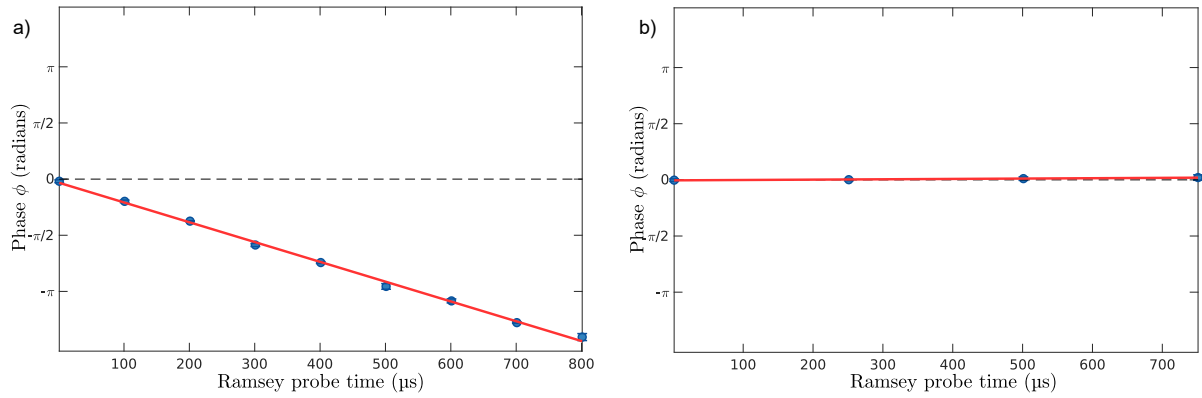 a)
Phase ϕ (radians)
π
π/2
0
-π/2
-π
100 200 300 400 500 600 700 800
Ramsey probe time (µs)
b)
Phase ϕ (radians)
π
π/2
0
-π/2
-π
100 200 300 400 500 600 700
Ramsey probe time (µs)